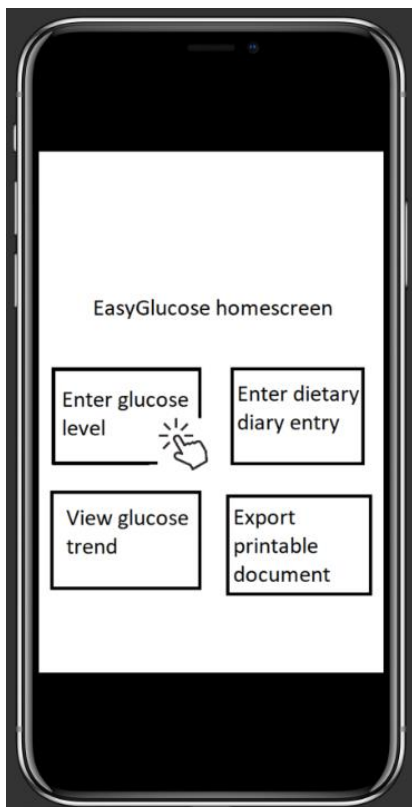 EasyGlucose homescreen
Enter glucose
level
Enter dietary
diary entry
View glucose
trend
Export
printable
document